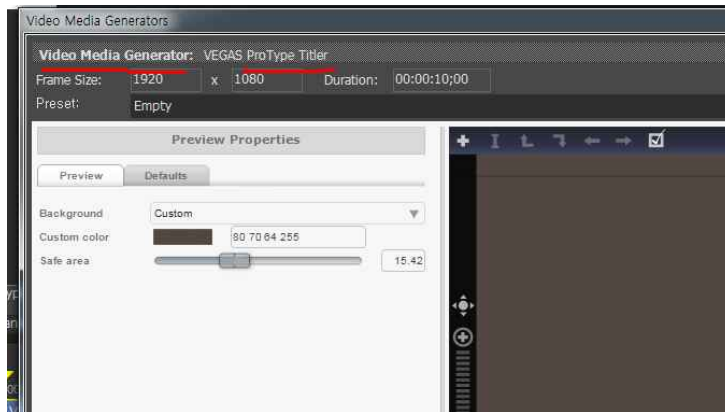 Video Media Generators
Video Media Generator: VEGAS ProType Titler
Frame Size: 1920 x 1080 Duration: 00:00:10;00
Preset: Empty
Preview Properties
Preview Defaults
Background Custom
Custom color 80 70 64 255
Safe area 15.42